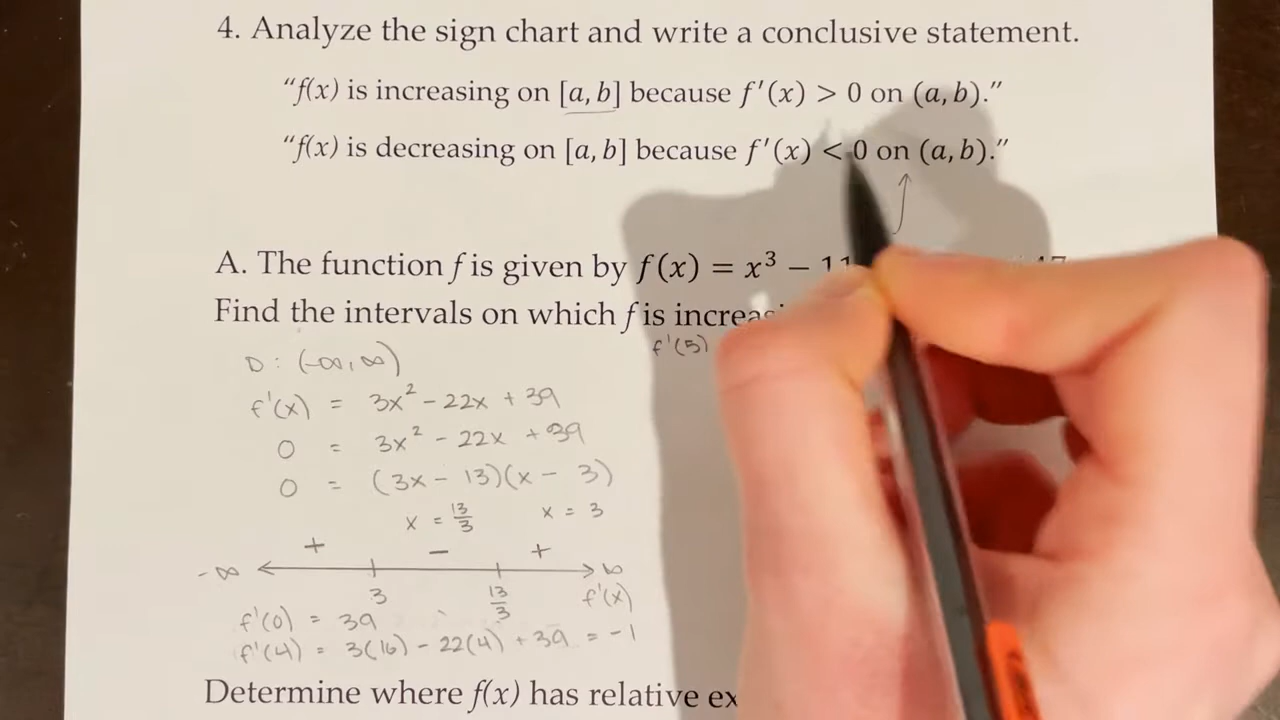 4. Analyze the sign chart and write a conclusive statement.
“f(x) is increasing on [a, b] because f′(x) > 0 on (a, b).”
“f(x) is decreasing on [a, b] because f′(x) < 0 on (a, b).”
A. The function f is given by f(x) = x³ − 11
Find the intervals on which f is
f'(5)
D : (-∞, ∞)
f'(x) = 3x² - 22x + 39
0 = 3x² - 22x + 39
0 = (3x - 13)(x - 3)
x = 13/3 x = 3
+ − +
-∞ 3 13/3 ∞
f'(x)
f'(0) = 39
f'(4) = 3(16) - 22(4) + 39 = -1
Determine where f(x) has relative